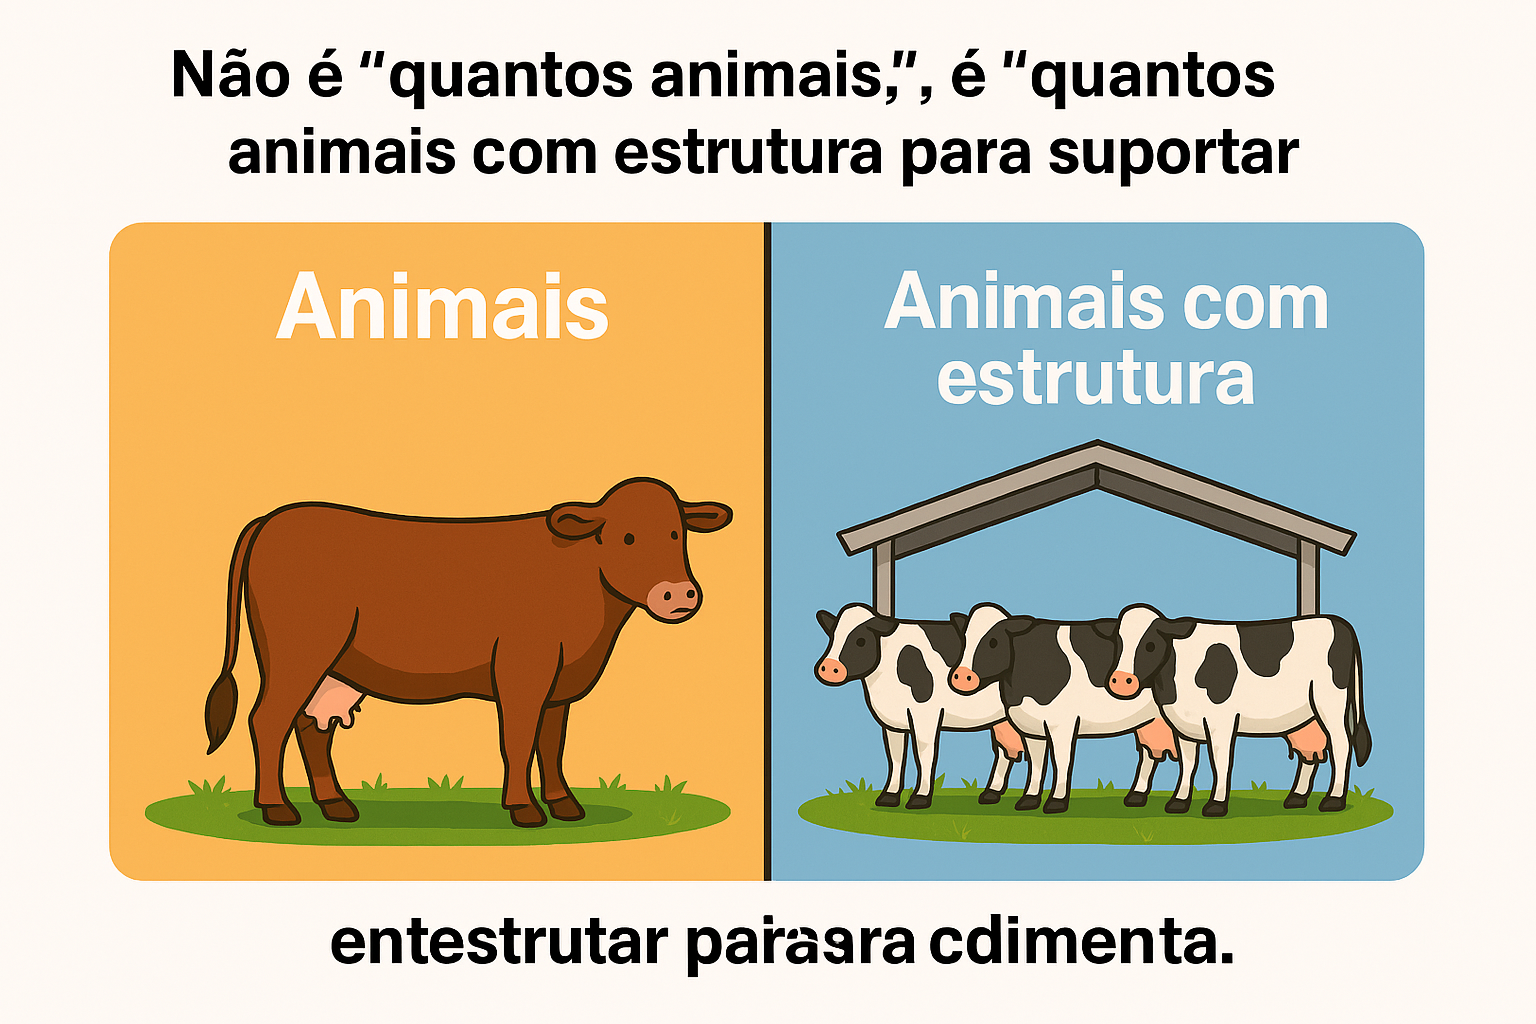 Não é “quantos animais,”, é “quantos
animais com estrutura para suportar
Animais
Animais com
estrutura
entestrutar cdimenta.